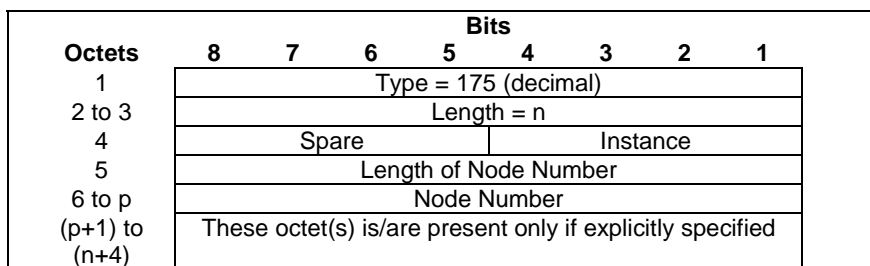 Bits
Octets 8 7 6 5 4 3 2 1
1 Type = 175 (decimal)
2 to 3 Length = n
4 Spare Instance
5 Length of Node Number
6 to p Node Number
(p+1) to These octet(s) is/are present only if explicitly specified
(n+4)